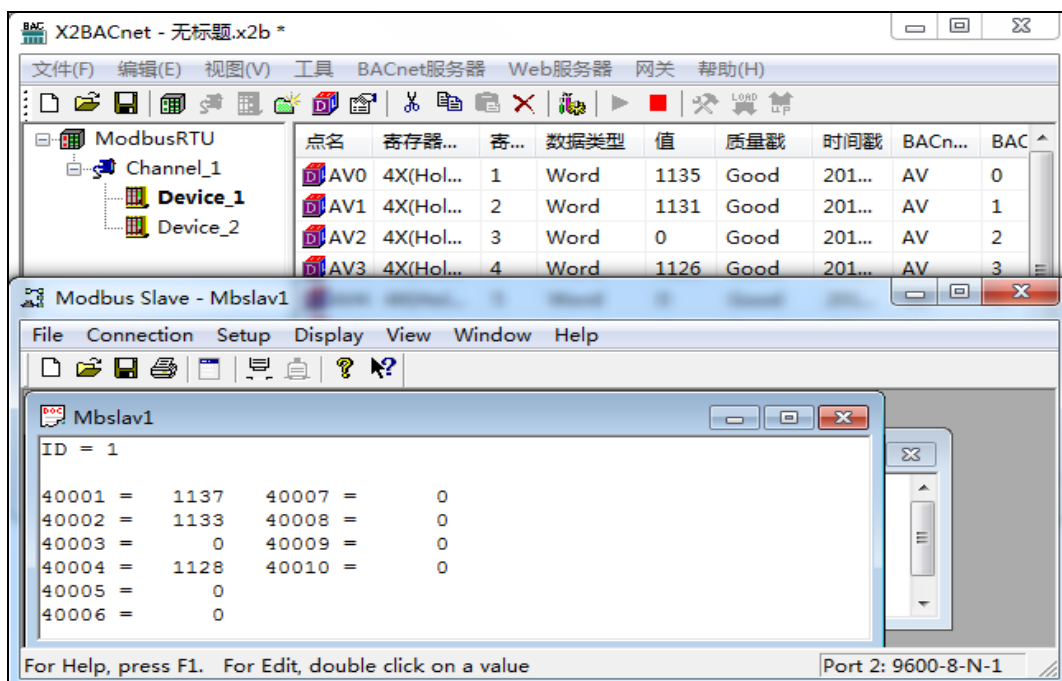 X2BACnet - 无标题.x2b *
文件(F) 编辑(E) 视图(V) 工具 BACnet服务器 Web服务器 网关 帮助(H)
ModbusRTU
Channel_1
Device_1
Device_2
点名 寄存器... 寄... 数据类型 值 质量戳 时间戳 BACn... BAC
AV0 4X(Hol... 1 Word 1135 Good 201... AV 0
AV1 4X(Hol... 2 Word 1131 Good 201... AV 1
AV2 4X(Hol... 3 Word 0 Good 201... AV 2
AV3 4X(Hol... 4 Word 1126 Good 201... AV 3
Modbus Slave - Mbslav1
File Connection Setup Display View Window Help
Mbslav1
ID = 1
40001 = 1137 40007 = 0
40002 = 1133 40008 = 0
40003 = 0 40009 = 0
40004 = 1128 40010 = 0
40005 = 0
40006 = 0
For Help, press F1. For Edit, double click on a value Port 2: 9600-8-N-1